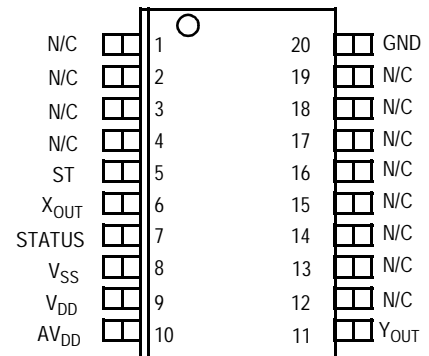 N/C 1 20 GND
N/C 2 19 N/C
N/C 3 18 N/C
N/C 4 17 N/C
ST 5 16 N/C
XOUT 6 15 N/C
STATUS 7 14 N/C
VSS 8 13 N/C
VDD 9 12 N/C
AVDD 10 11 YOUT